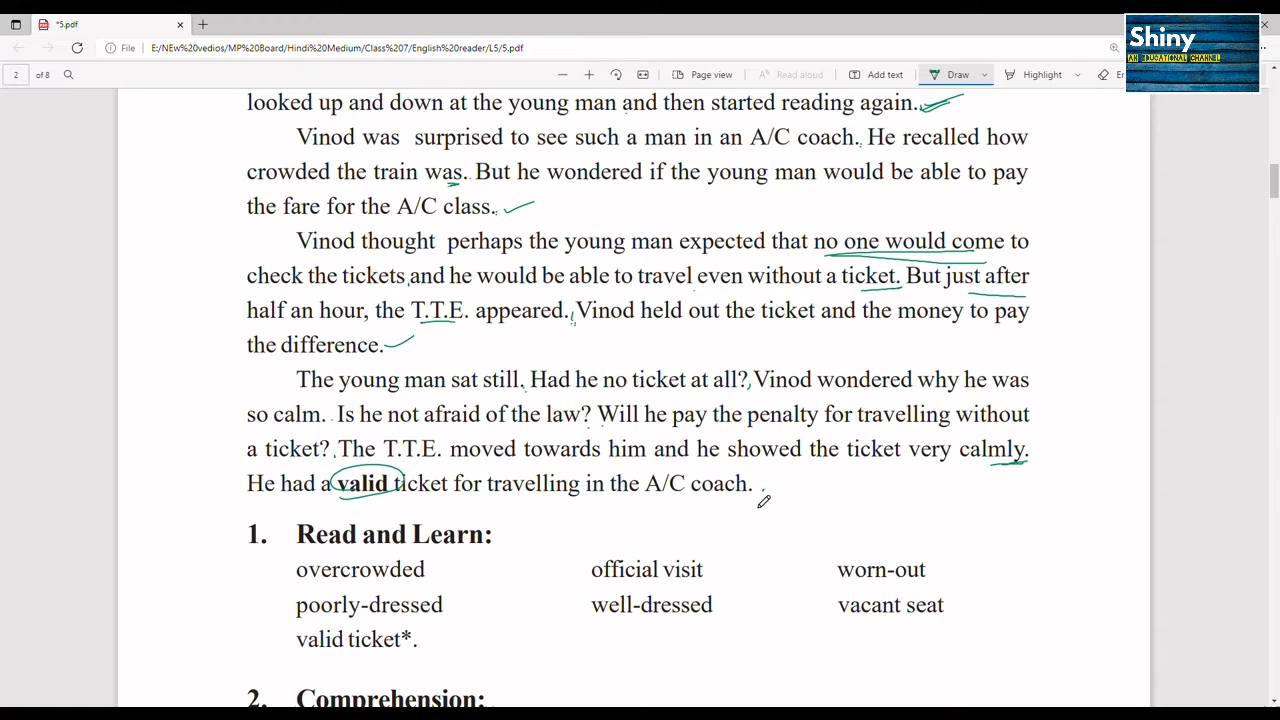 *5.pdf
File
E:/NEw%20vedios/MP%20Board/Hindi%20Medium/Class%207/English%20reader/L5/5.pdf
Shiny
AN EDUCATIONAL CHANNEL
2 of 8
Page view
Read aloud
Add text
Draw
Highlight
looked up and down at the young man and then started reading again.
Vinod was surprised to see such a man in an A/C coach. He recalled how
crowded the train was. But he wondered if the young man would be able to pay
the fare for the A/C class.
Vinod thought perhaps the young man expected that no one would come to
check the tickets and he would be able to travel even without a ticket. But just after
half an hour, the T.T.E. appeared. Vinod held out the ticket and the money to pay
the difference.
The young man sat still. Had he no ticket at all? Vinod wondered why he was
so calm. Is he not afraid of the law? Will he pay the penalty for travelling without
a ticket? The T.T.E. moved towards him and he showed the ticket very calmly.
He had a valid ticket for travelling in the A/C coach.
1. Read and Learn:
overcrowded official visit worn-out
poorly-dressed well-dressed vacant seat
valid ticket*.
2. Comprehension: